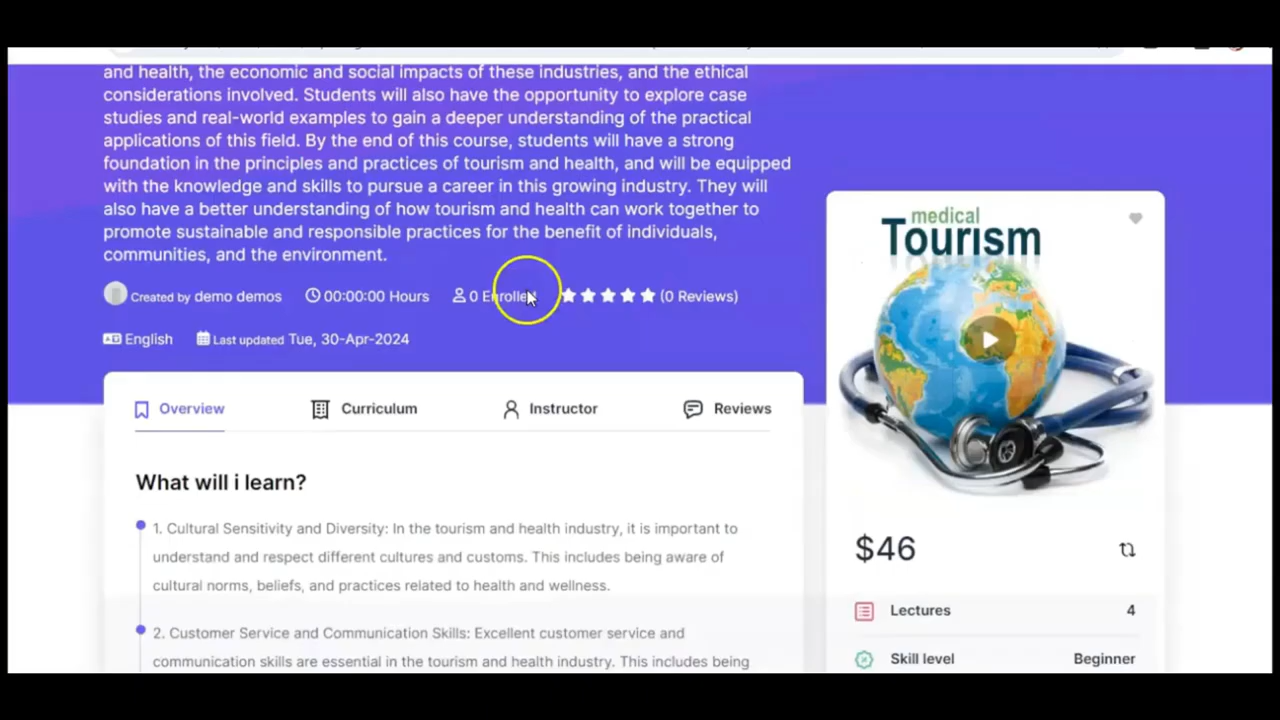 and health, the economic and social impacts of these industries, and the ethical
considerations involved. Students will also have the opportunity to explore case
studies and real-world examples to gain a deeper understanding of the practical
applications of this field. By the end of this course, students will have a strong
foundation in the principles and practices of tourism and health, and will be equipped
with the knowledge and skills to pursue a career in this growing industry. They will
also have a better understanding of how tourism and health can work together to
promote sustainable and responsible practices for the benefit of individuals,
communities, and the environment.
Created by demo demos 00:00:00 Hours 0 Enrolled (0 Reviews)
English Last updated Tue, 30-Apr-2024
Overview Curriculum Instructor Reviews
What will i learn?
1. Cultural Sensitivity and Diversity: In the tourism and health industry, it is important to
understand and respect different cultures and customs. This includes being aware of
cultural norms, beliefs, and practices related to health and wellness.
2. Customer Service and Communication Skills: Excellent customer service and
communication skills are essential in the tourism and health industry. This includes being
medical
Tourism
$46
Lectures 4
Skill level Beginner